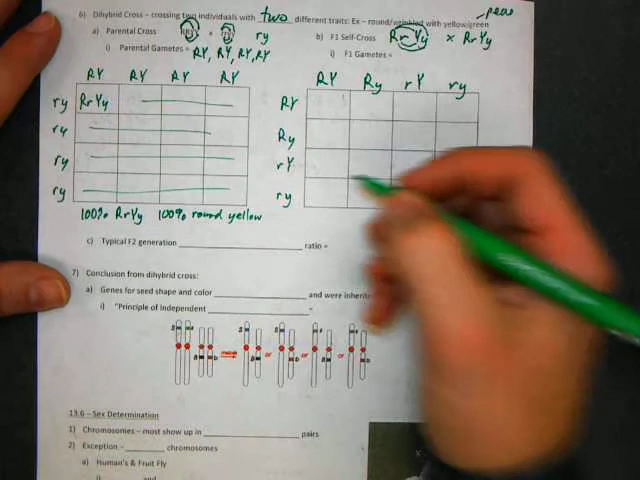 peas
6) Dihybrid Cross – crossing two individuals with two different traits: Ex – round/wrinkled with yellow/green
a) Parental Cross RRYY x rryy ry
b) F1 Self-Cross RrYy x RrYy
i) Parental Gametes = RY, RY, RY, RY
i) F1 Gametes =
RY RY RY RY
RY Ry rY ry
ry RrYy
ry
ry
ry
RY
Ry
rY
ry
100% RrYy 100% round yellow
c) Typical F2 generation ratio =
7) Conclusion from dihybrid cross:
a) Genes for seed shape and color and were
i) "Principle of Independent "
or or or
13.6 – Sex Determination
1) Chromosomes – most show up in pairs
2) Exception – chromosomes
a) Human's & Fruit Fly
i) and